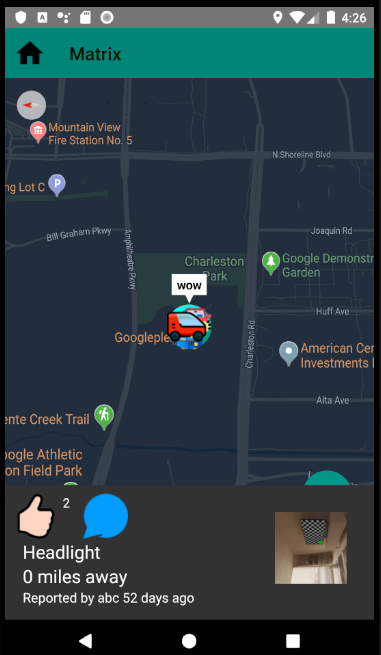 4:26
Matrix
Mountain View
Fire Station No. 5
N Shoreline Blvd
ng Lot C
P
Bill Graham Pkwy
Amphitheatre Pkwy
Joaquin Rd
Charleston
Park
Google Demonstr
Garden
wow
Huff Ave
Googleple
Charleston Rd
American Cen
Investments I
Alta Ave
ente Creek Trail
oogle Athletic
on Field Park
2
Headlight
0 miles away
Reported by abc 52 days ago